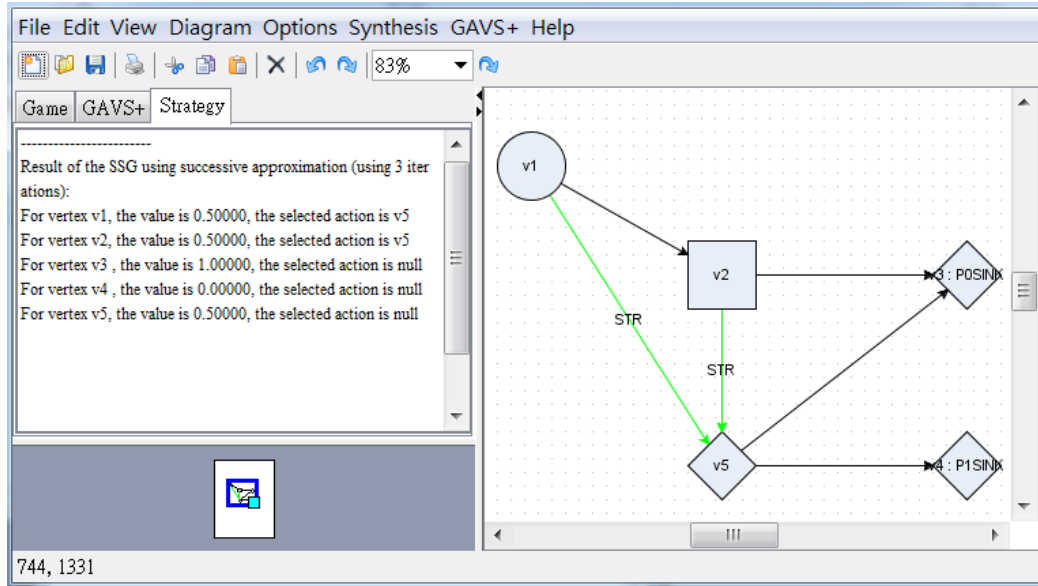 File Edit View Diagram Options Synthesis GAVS+ Help
83%
Game GAVS+ Strategy
------------------------
Result of the SSG using successive approximation (using 3 iter
ations):
For vertex v1, the value is 0.50000, the selected action is v5
For vertex v2, the value is 0.50000, the selected action is v5
For vertex v3 , the value is 1.00000, the selected action is null
For vertex v4 , the value is 0.00000, the selected action is null
For vertex v5, the value is 0.50000, the selected action is null
v1
v2
v3 : P0SINK
STR
STR
v5
v4 : P1SINK
744, 1331